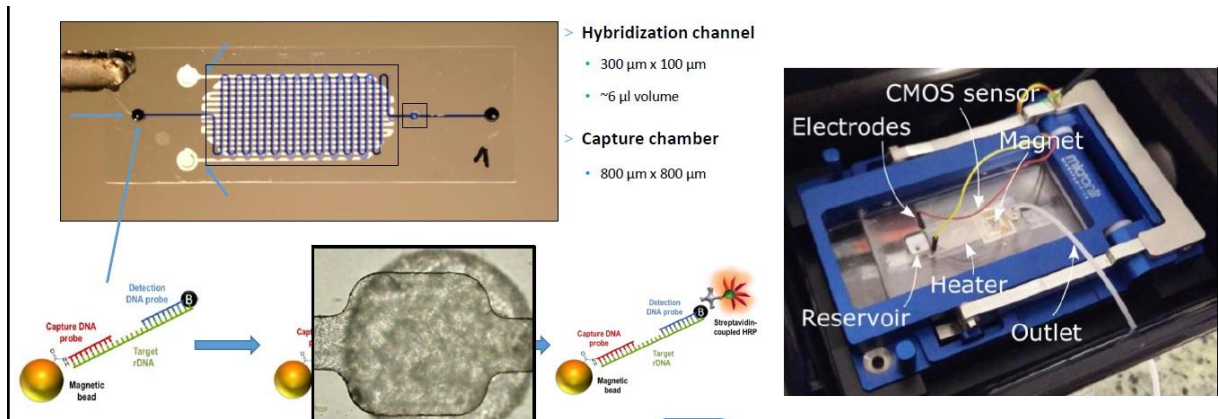 > Hybridization channel
• 300 µm x 100 µm
• ~6 µl volume
> Capture chamber
• 800 µm x 800 µm
1
CMOS sensor
Electrodes
Magnet
micronit
Heater
Reservoir
Outlet
Detection
DNA probe
B
Capture DNA
probe
Target
rDNA
Magnetic
bead
Detection
DNA probe
B
Streptavidin-
coupled HRP
Capture DNA
probe
Target
rDNA
Magnetic
bead